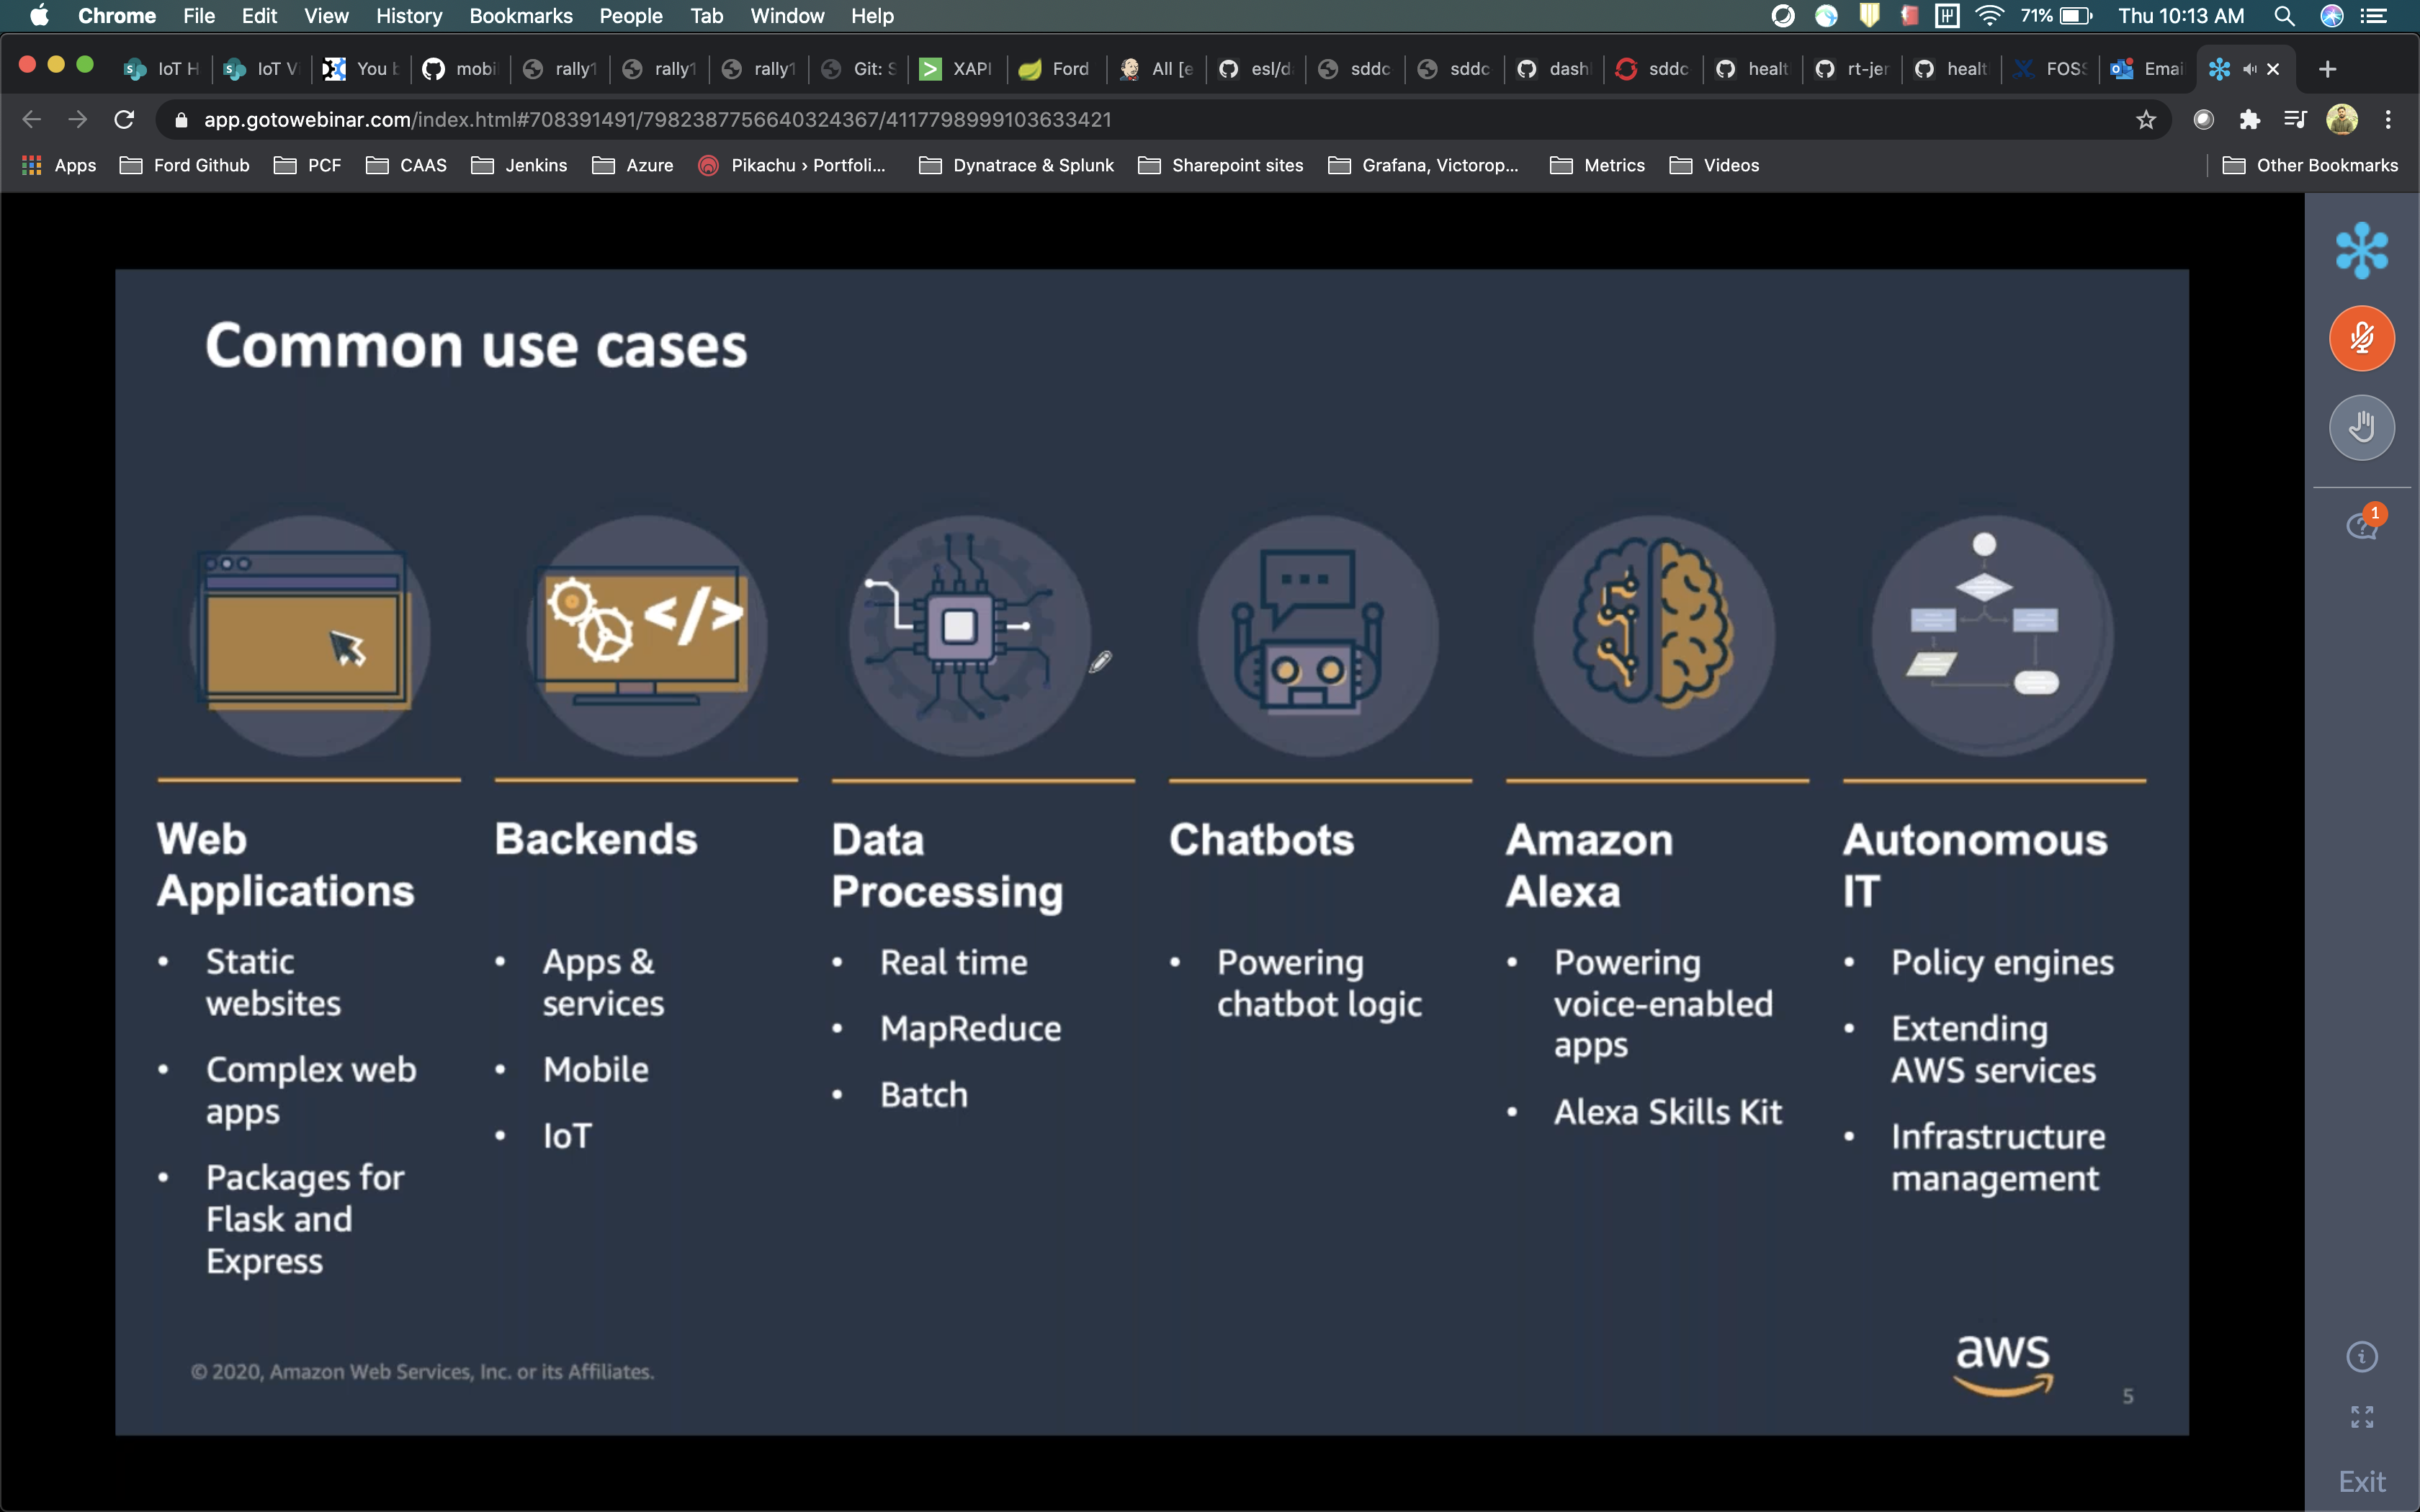 Chrome File Edit View History Bookmarks People Tab Window Help 71% Thu 10:13 AM
IoT H IoT V You b mobi rally1 rally1 rally1 Git: S XAPI Ford All [e esl/d sddc sddc dash sddc healt rt-jer healt FOSS Emai
app.gotowebinar.com/index.html#708391491/7982387756640324367/4117798999103633421
Apps Ford Github PCF CAAS Jenkins Azure Pikachu › Portfoli... Dynatrace & Splunk Sharepoint sites Grafana, Victorop... Metrics Videos Other Bookmarks
Common use cases
1
</>
Web
Applications
• Static
websites
• Complex web
apps
• Packages for
Flask and
Express
Backends
• Apps &
services
• Mobile
• IoT
Data
Processing
• Real time
• MapReduce
• Batch
Chatbots
• Powering
chatbot logic
Amazon
Alexa
• Powering
voice-enabled
apps
• Alexa Skills Kit
Autonomous
IT
• Policy engines
• Extending
AWS services
• Infrastructure
management
© 2020, Amazon Web Services, Inc. or its Affiliates.
aws
5
Exit